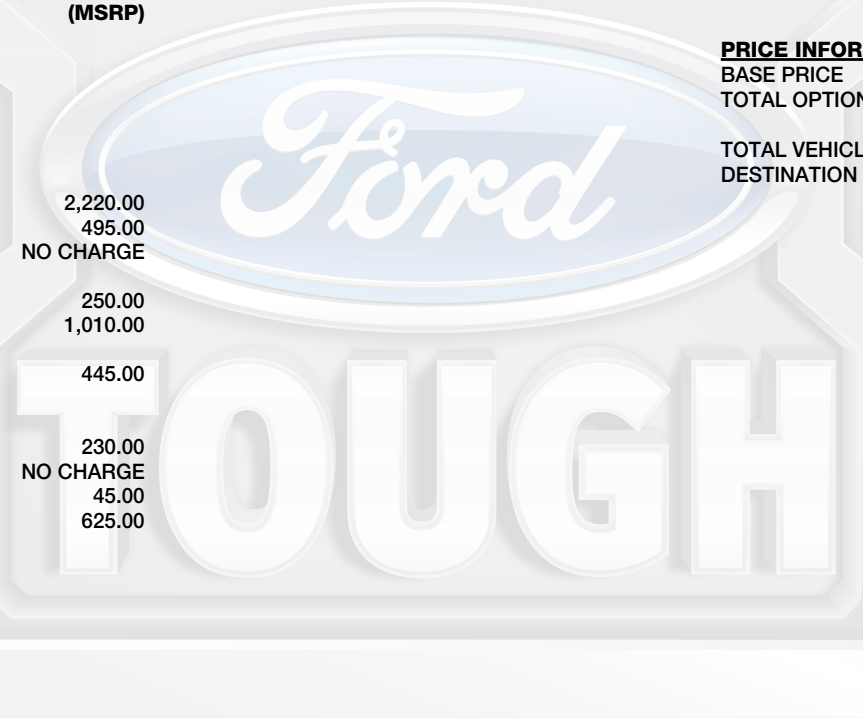 (MSRP)
2,220.00
495.00
NO CHARGE
250.00
1,010.00
445.00
230.00
NO CHARGE
45.00
625.00
PRICE INFOR
BASE PRICE
TOTAL OPTION
TOTAL VEHICL
DESTINATION
Ford
TOUGH